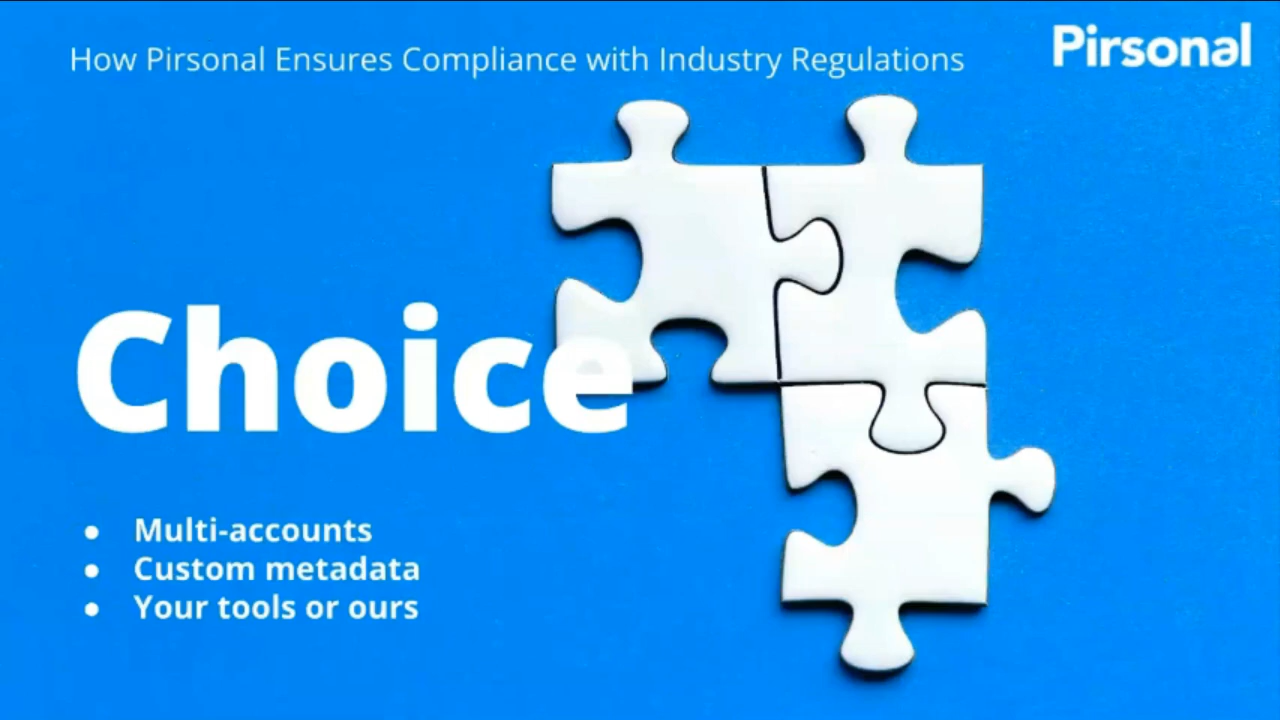 How Pirsonal Ensures Compliance with Industry Regulations
Pirsonal
Choice
● Multi-accounts
● Custom metadata
● Your tools or ours